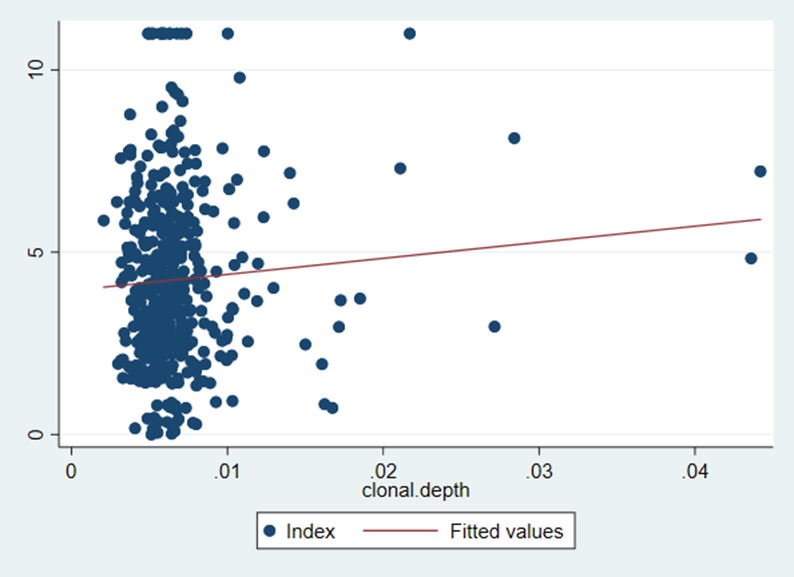 10
5
0
0 .01 .02 .03 .04
clonal.depth
Index Fitted values